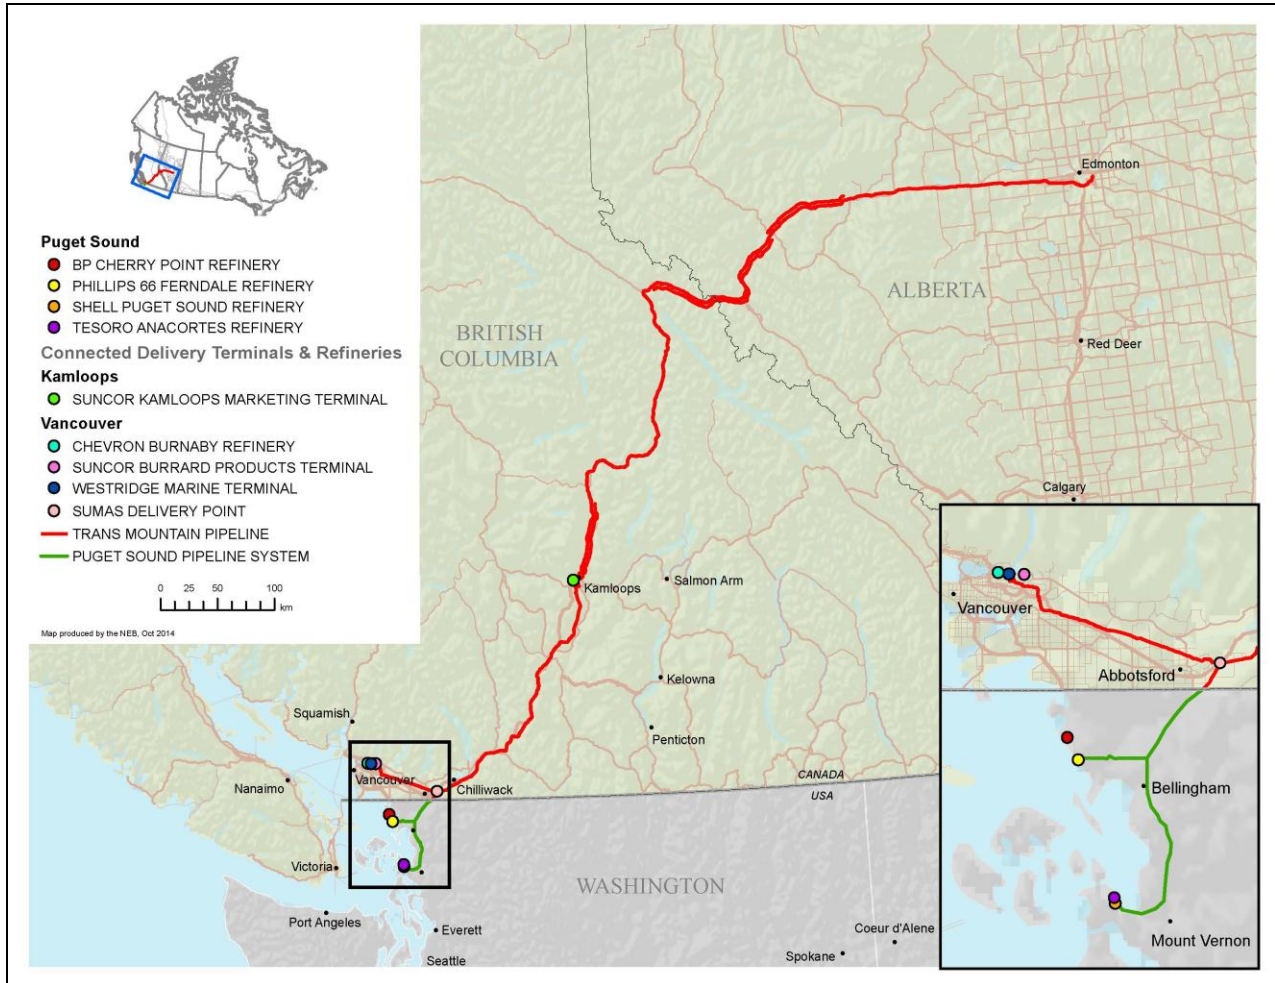 Puget Sound
BP CHERRY POINT REFINERY
PHILLIPS 66 FERNDALE REFINERY
SHELL PUGET SOUND REFINERY
TESORO ANACORTES REFINERY
Connected Delivery Terminals & Refineries
Kamloops
SUNCOR KAMLOOPS MARKETING TERMINAL
Vancouver
CHEVRON BURNABY REFINERY
SUNCOR BURRARD PRODUCTS TERMINAL
WESTRIDGE MARINE TERMINAL
SUMAS DELIVERY POINT
TRANS MOUNTAIN PIPELINE
PUGET SOUND PIPELINE SYSTEM
0 25 50 100
km
Map produced by the NEB, Oct 2014
Edmonton
ALBERTA
BRITISH
COLUMBIA
Red Deer
Calgary
Kamloops
Salmon Arm
Kelowna
Penticton
Squamish
Vancouver
Nanaimo
Chilliwack
CANADA
USA
Victoria
WASHINGTON
Port Angeles
Everett
Seattle
Coeur d'Alene
Spokane
Vancouver
Abbotsford
Bellingham
Mount Vernon